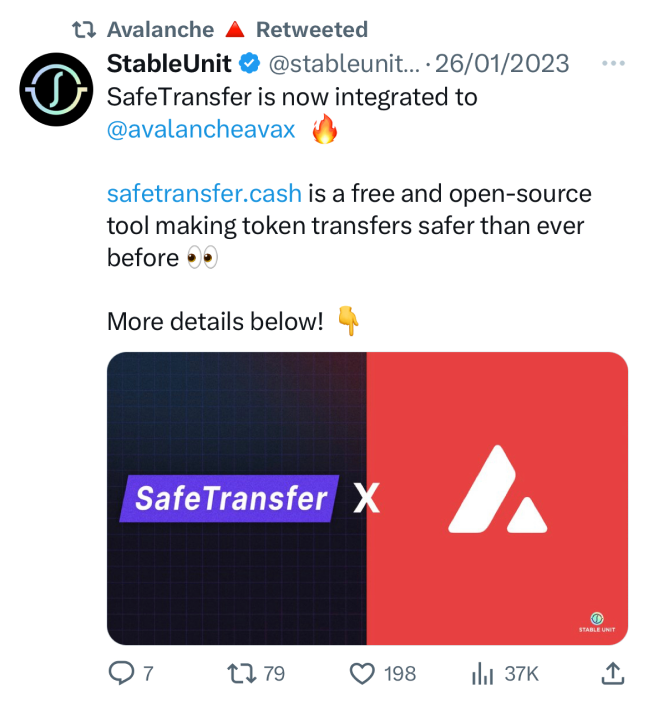 Avalanche 🔺 Retweeted
StableUnit @stableunit... · 26/01/2023
SafeTransfer is now integrated to
@avalancheavax 🔥
safetransfer.cash is a free and open-source
tool making token transfers safer than ever
before 👀
More details below! 👇
SafeTransfer X
STABLE UNIT
7 79 198 37K